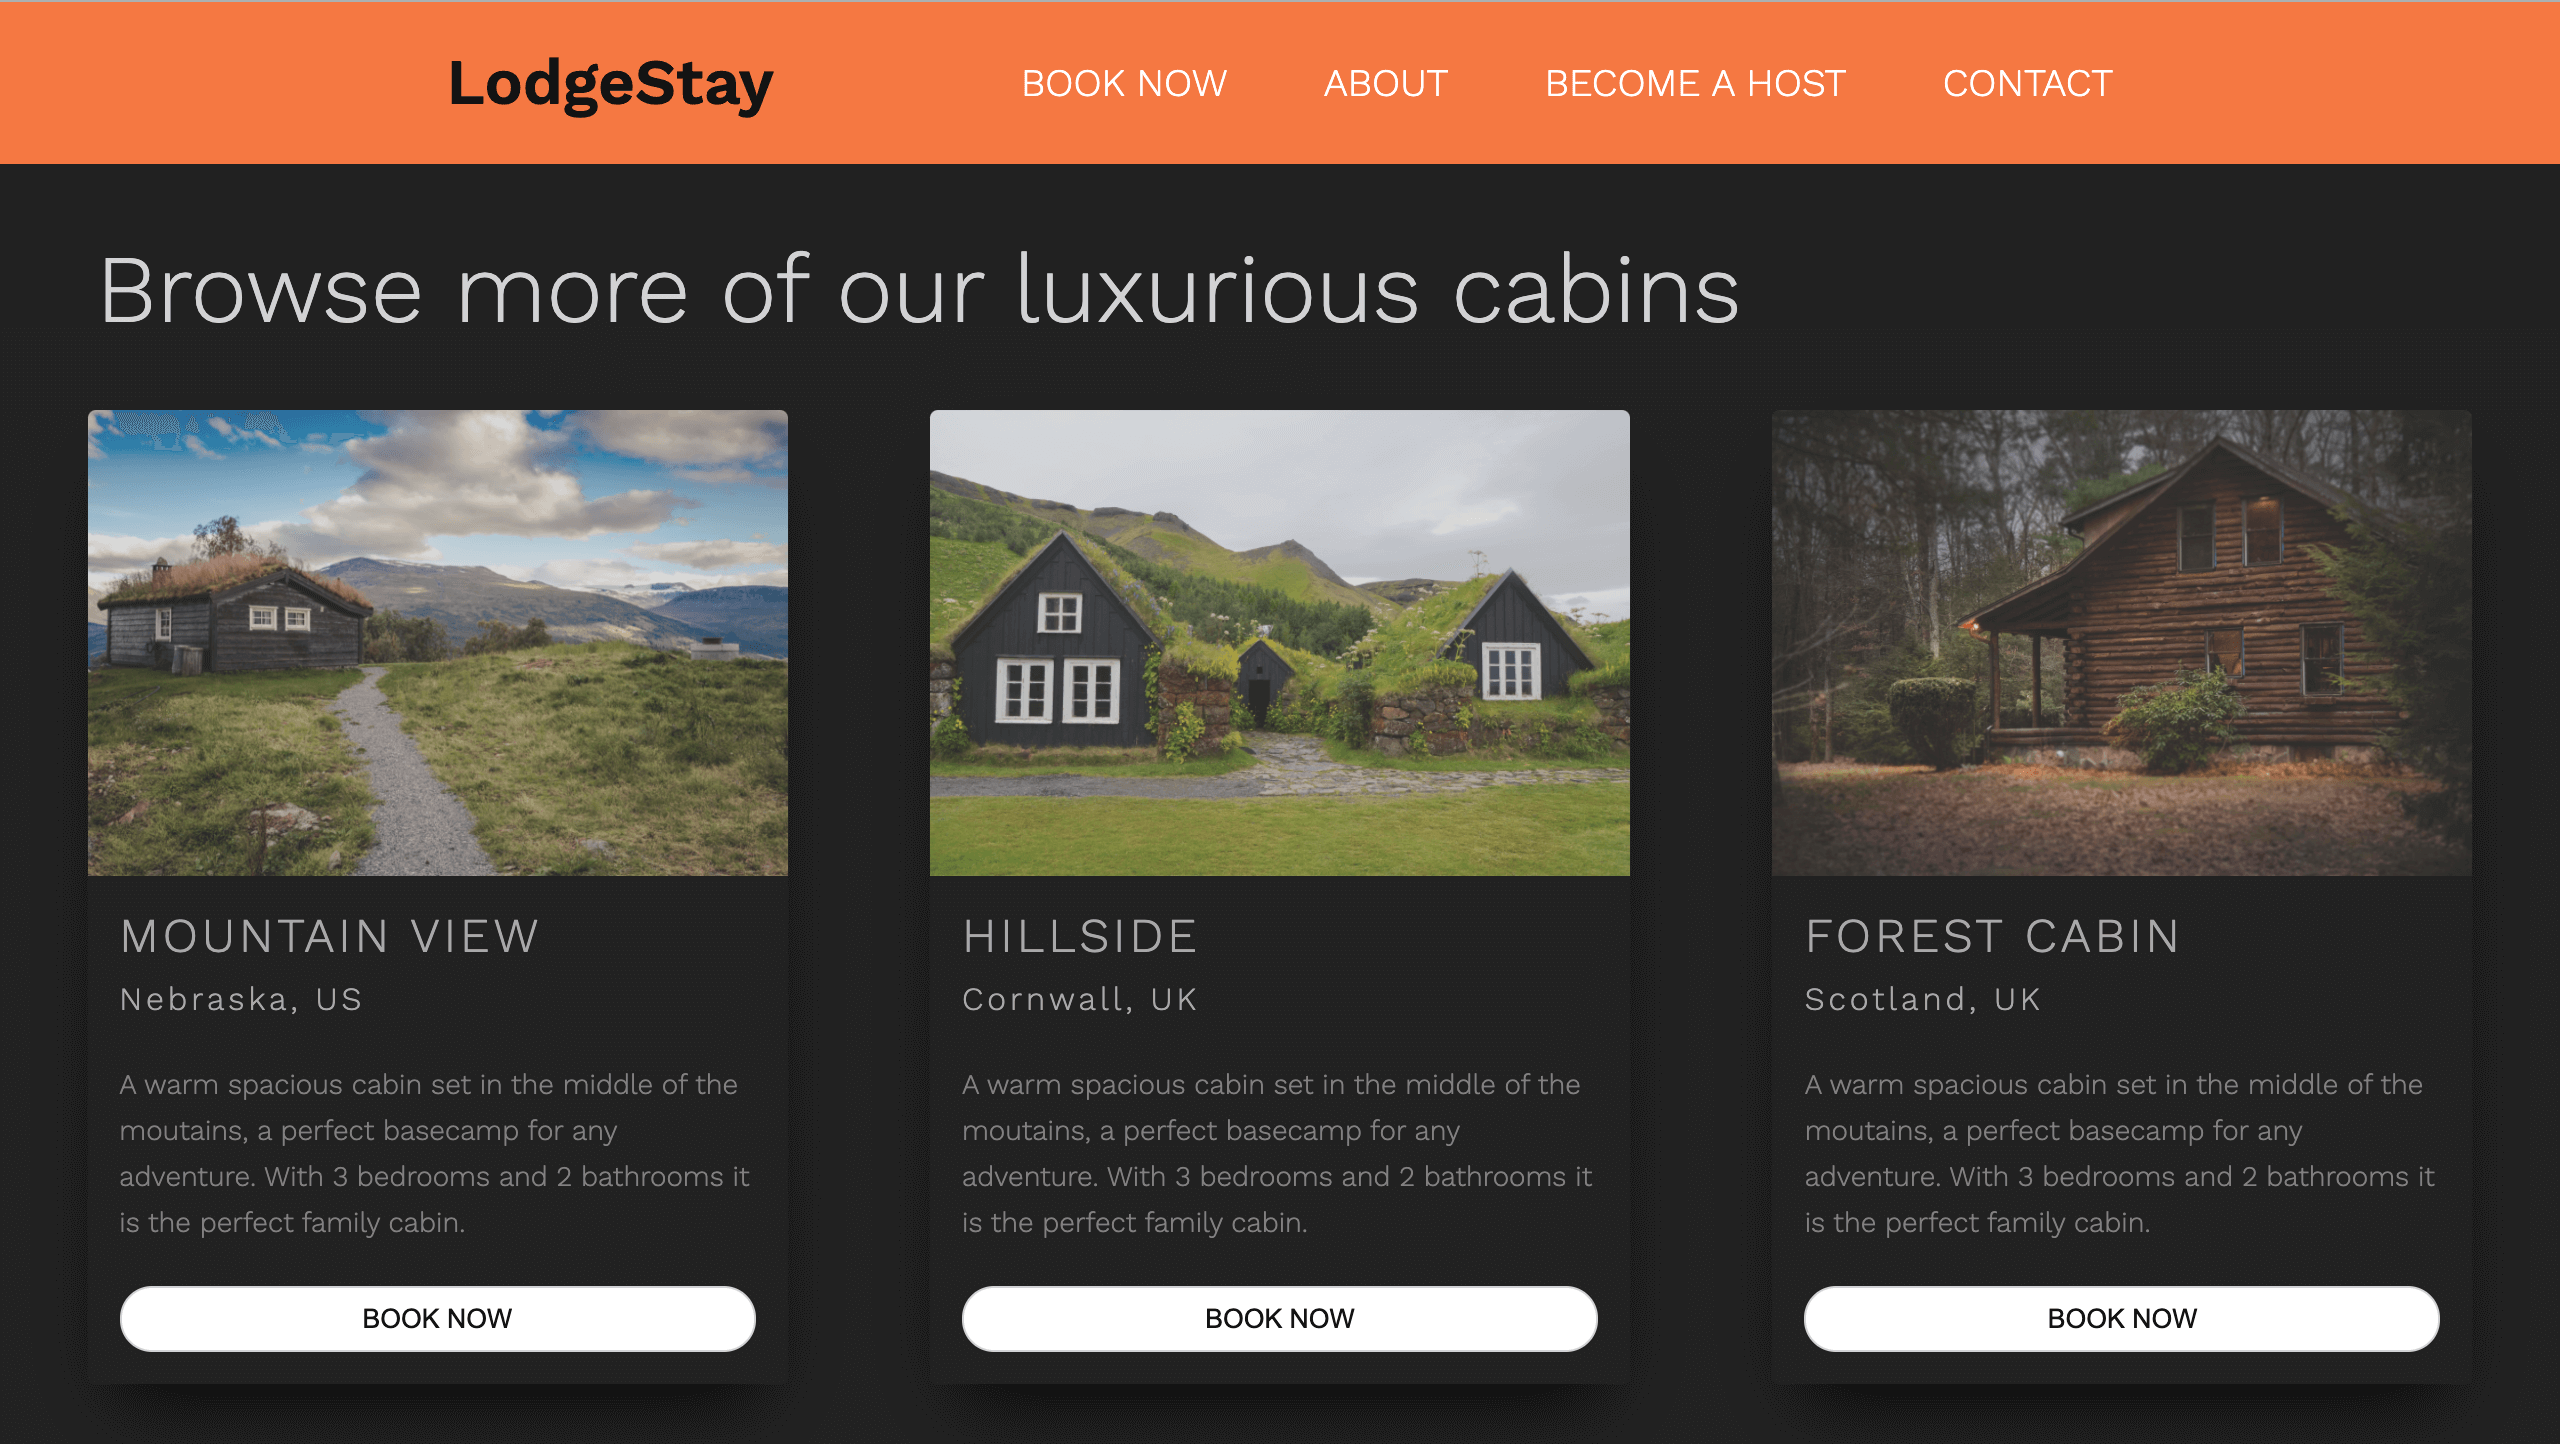 LodgeStay
BOOK NOW
ABOUT
BECOME A HOST
CONTACT
Browse more of our luxurious cabins
MOUNTAIN VIEW
Nebraska, US
A warm spacious cabin set in the middle of the
moutains, a perfect basecamp for any
adventure. With 3 bedrooms and 2 bathrooms it
is the perfect family cabin.
BOOK NOW
HILLSIDE
Cornwall, UK
A warm spacious cabin set in the middle of the
moutains, a perfect basecamp for any
adventure. With 3 bedrooms and 2 bathrooms it
is the perfect family cabin.
BOOK NOW
FOREST CABIN
Scotland, UK
A warm spacious cabin set in the middle of the
moutains, a perfect basecamp for any
adventure. With 3 bedrooms and 2 bathrooms it
is the perfect family cabin.
BOOK NOW